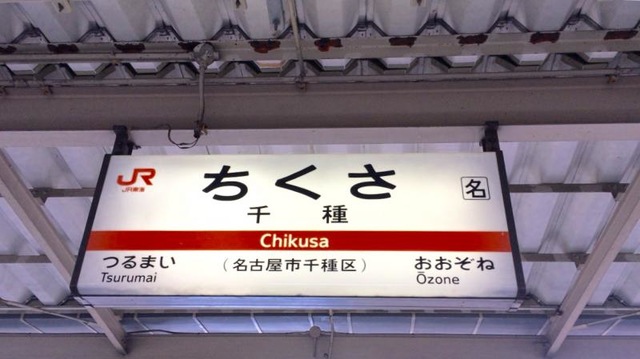 JR
JR東海
ちくさ
名
千種
Chikusa
つるまい
(名古屋市千種区)
おおぞね
Tsurumai
Ōzone